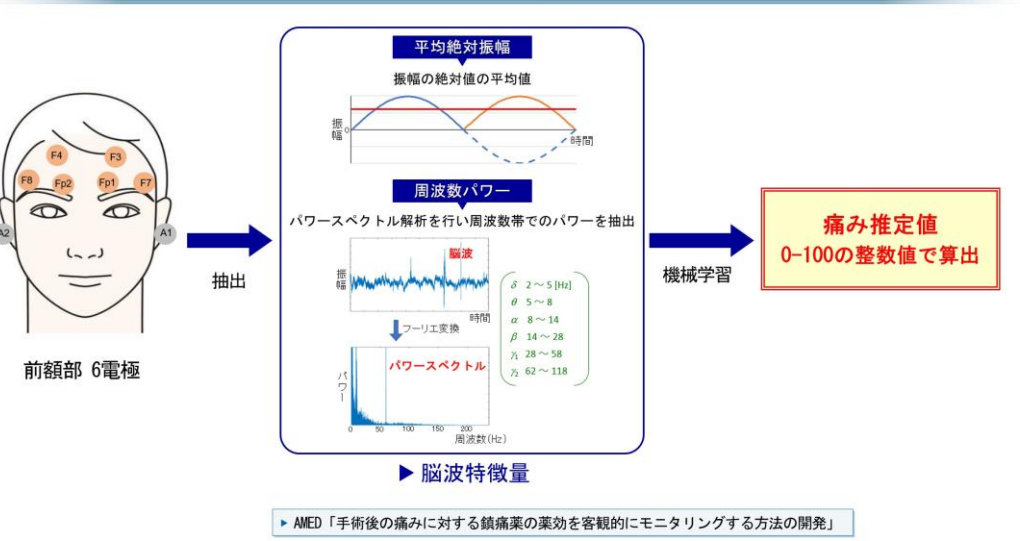 F4
F3
F8
Fp2
Fp1
F7
A2
A1
前額部 6電極
抽出
平均絶対振幅
振幅の絶対値の平均値
振幅
0
時間
周波数パワー
パワースペクトル解析を行い周波数帯でのパワーを抽出
脳波
振幅
時間
フーリエ変換
δ 2～5[Hz]
θ 5～8
α 8～14
β 14～28
γ₁ 28～58
γ₂ 62～118
パワースペクトル
パワー
0 50 100 150 200
周波数(Hz)
▶脳波特徴量
機械学習
痛み推定値
0-100の整数値で算出
▶ AMED「手術後の痛みに対する鎮痛薬の薬効を客観的にモニタリングする方法の開発」